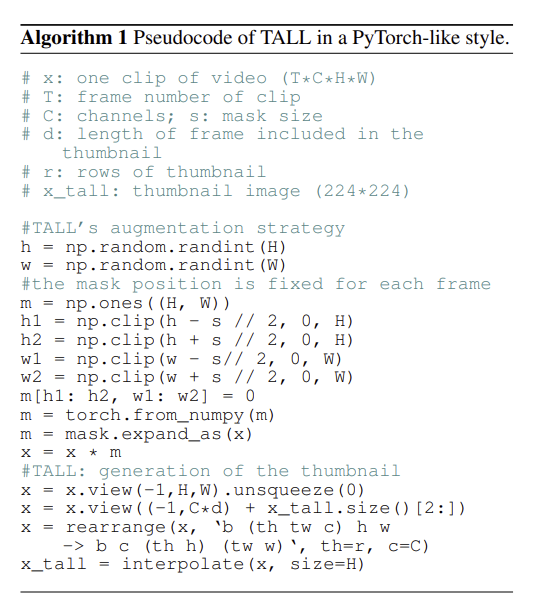 Algorithm 1 Pseudocode of TALL in a PyTorch-like style.
# x: one clip of video (T*C*H*W)
# T: frame number of clip
# C: channels; s: mask size
# d: length of frame included in the
thumbnail
# r: rows of thumbnail
# x_tall: thumbnail image (224*224)
#TALL’s augmentation strategy
h = np.random.randint(H)
w = np.random.randint(W)
#the mask position is fixed for each frame
m = np.ones((H, W))
h1 = np.clip(h - s // 2, 0, H)
h2 = np.clip(h + s // 2, 0, H)
w1 = np.clip(w - s// 2, 0, W)
w2 = np.clip(w + s // 2, 0, W)
m[h1: h2, w1: w2] = 0
m = torch.from_numpy(m)
m = mask.expand_as(x)
x = x * m
#TALL: generation of the thumbnail
x = x.view(-1,H,W).unsqueeze(0)
x = x.view((-1,C*d) + x_tall.size()[2:])
x = rearrange(x, ‘b (th tw c) h w
-> b c (th h) (tw w)‘, th=r, c=C)
x_tall = interpolate(x, size=H)